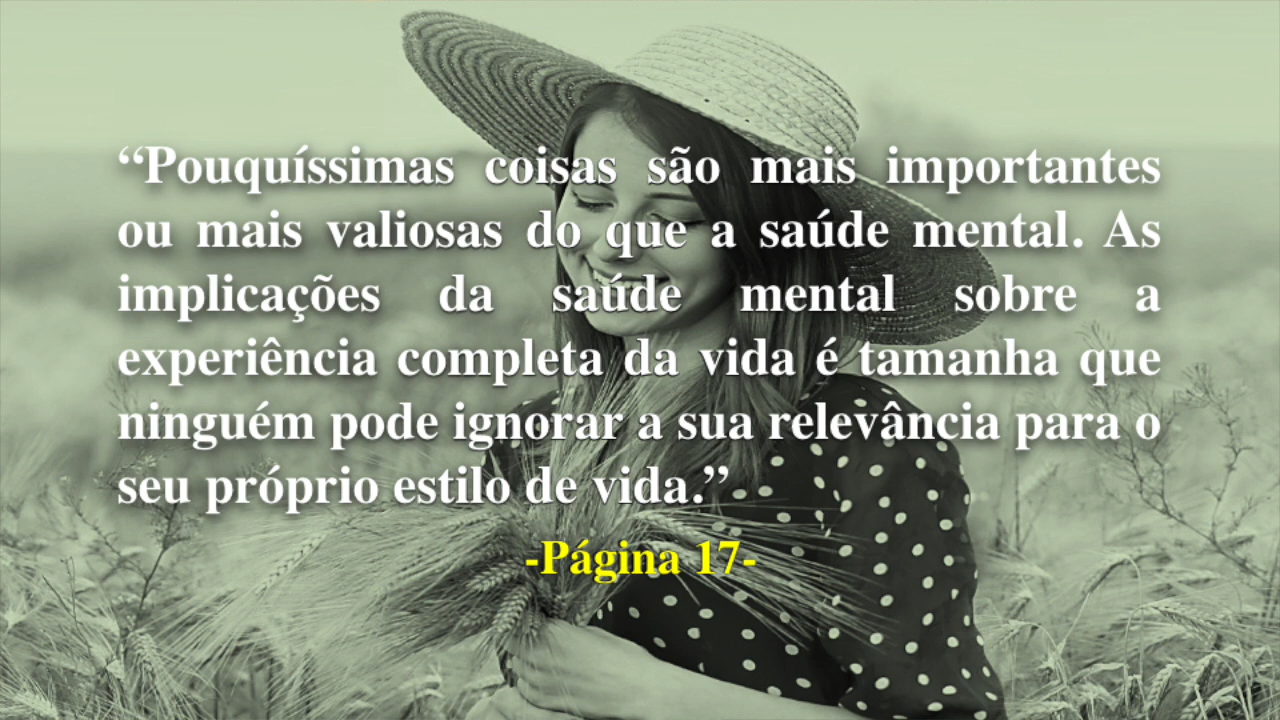 “Pouquíssimas coisas são mais importantes
ou mais valiosas do que a saúde mental. As
implicações da saúde mental sobre a
experiência completa da vida é tamanha que
ninguém pode ignorar a sua relevância para o
seu próprio estilo de vida.”
-Página 17-